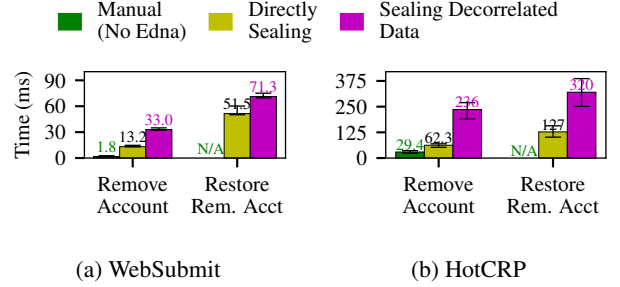 Manual
(No Edna)
Directly
Sealing
Sealing Decorrelated
Data
Time (ms)
90
60
30
0
1.8
13.2
33.0
N/A
51.5
71.3
Remove
Account
Restore
Rem. Acct
(a) WebSubmit
375
250
125
0
29.4
62.3
236
N/A
127
320
Remove
Account
Restore
Rem. Acct
(b) HotCRP